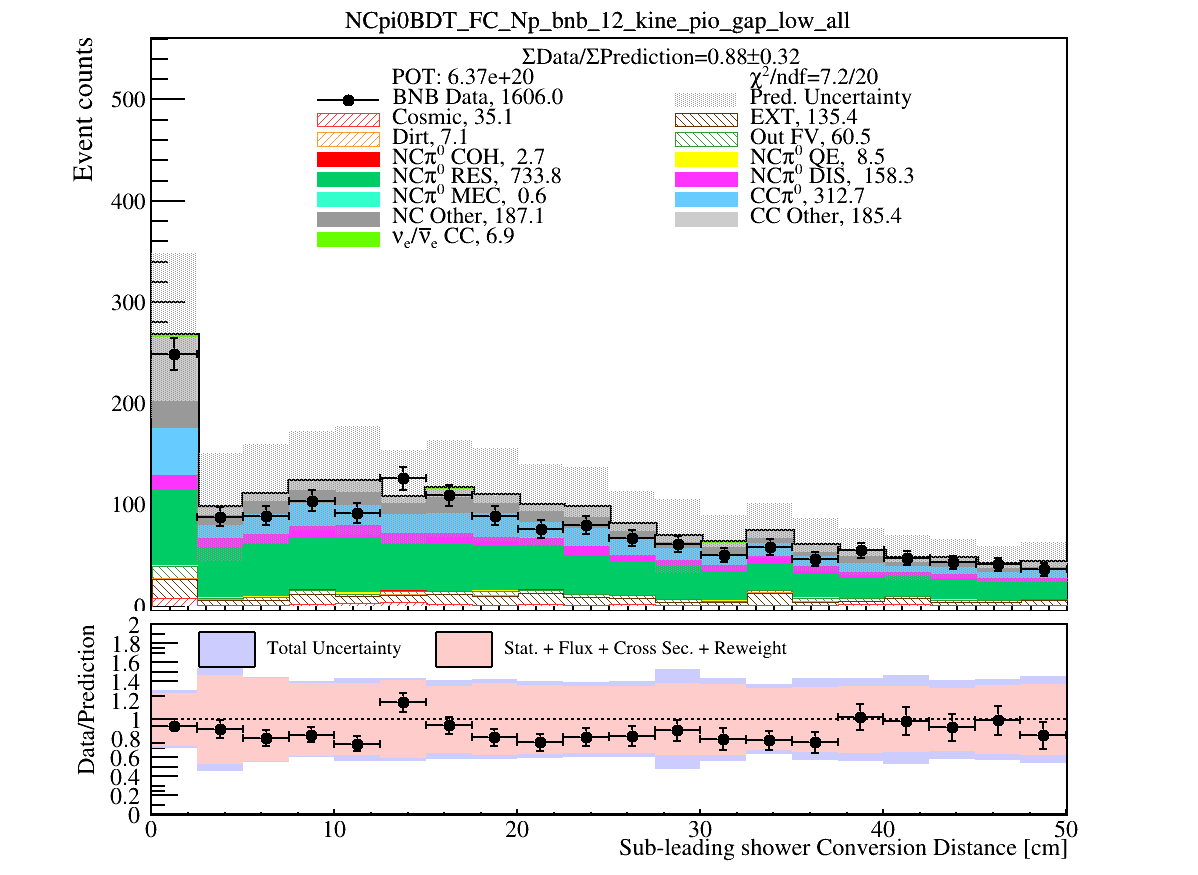 NCpi0BDT_FC_Np_bnb_12_kine_pio_gap_low_all
ΣData/ΣPrediction=0.88±0.32
POT: 6.37e+20
χ²/ndf=7.2/20
BNB Data, 1606.0
Pred. Uncertainty
Cosmic, 35.1
EXT, 135.4
Dirt, 7.1
Out FV, 60.5
NCπ⁰ COH, 2.7
NCπ⁰ QE, 8.5
NCπ⁰ RES, 733.8
NCπ⁰ DIS, 158.3
NCπ⁰ MEC, 0.6
CCπ⁰, 312.7
NC Other, 187.1
CC Other, 185.4
νₑ/ν̅ₑ CC, 6.9
Event counts
500
400
300
200
100
0
Data/Prediction
Total Uncertainty
Stat. + Flux + Cross Sec. + Reweight
2
1.8
1.6
1.4
1.2
1
0.8
0.6
0.4
0.2
0
0 10 20 30 40 50
Sub-leading shower Conversion Distance [cm]